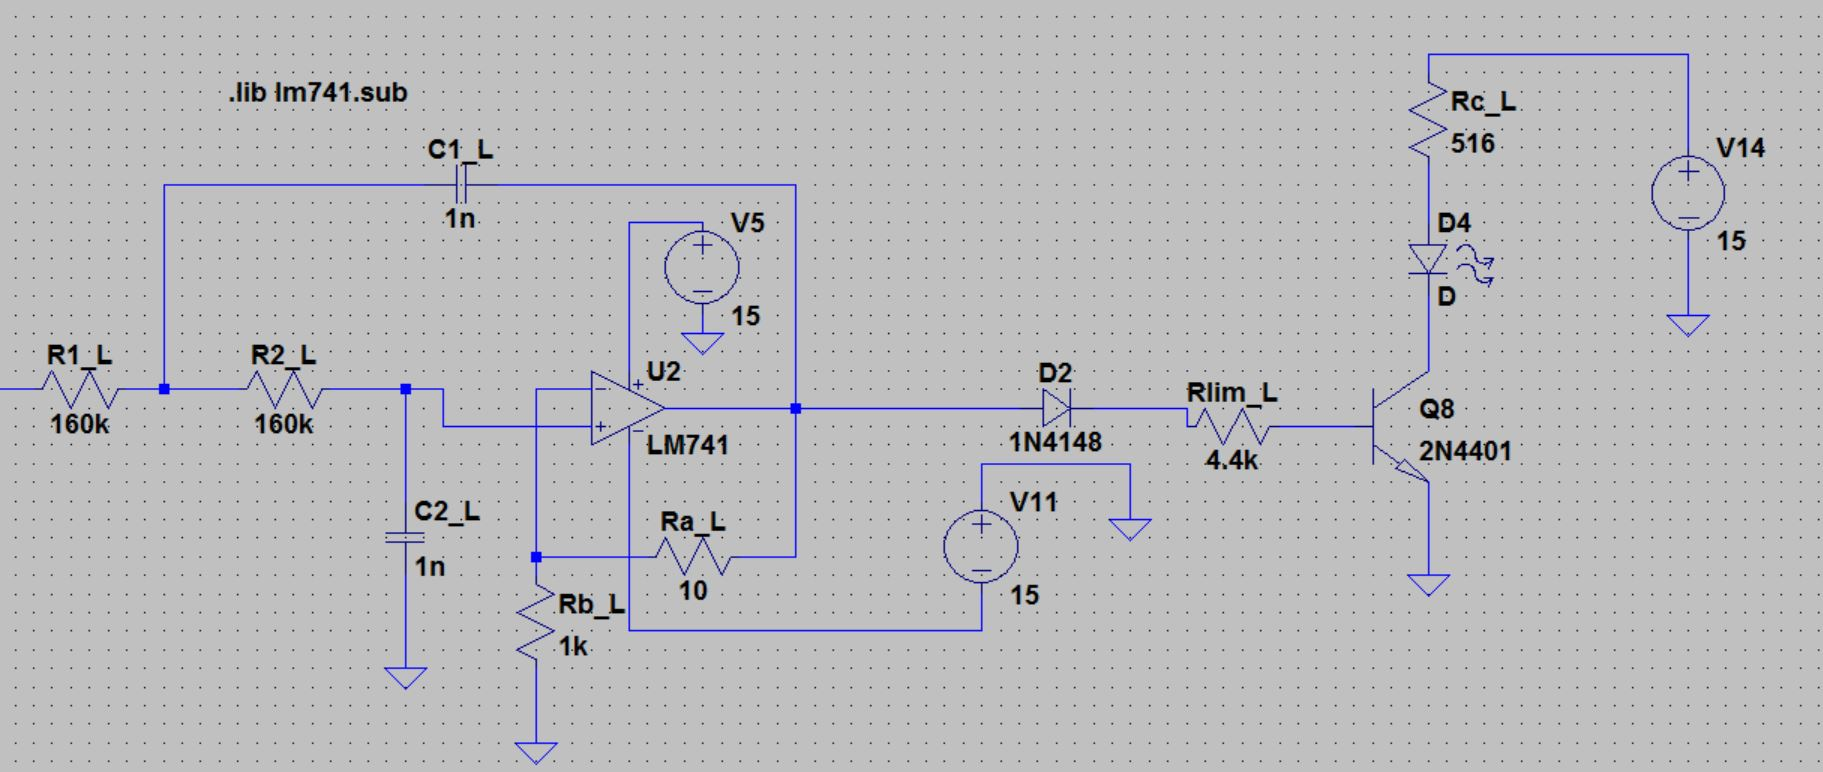 .lib lm741.sub
C1_L
1n
Rc_L
516
V14
15
V5
15
D4
D
R1_L
160k
R2_L
160k
U2
LM741
D2
1N4148
Rlim_L
4.4k
Q8
2N4401
C2_L
1n
Ra_L
10
V11
15
Rb_L
1k